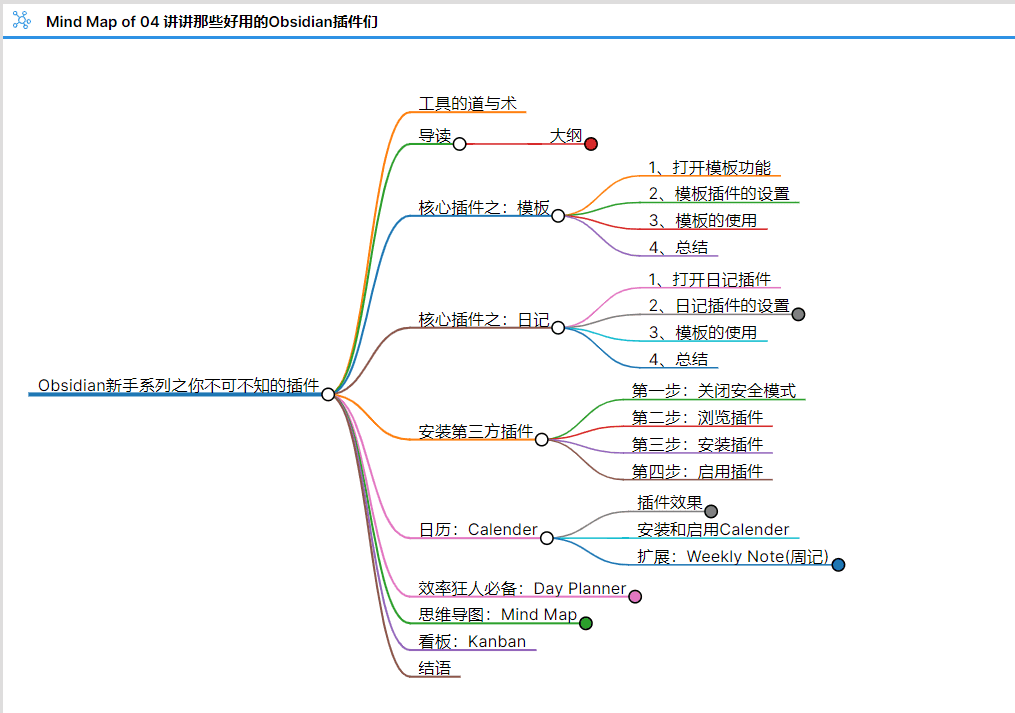 Mind Map of 04 讲讲那些好用的Obsidian插件们
Obsidian新手系列之你不可不知的插件
工具的道与术
导读
大纲
核心插件之：模板
1、打开模板功能
2、模板插件的设置
3、模板的使用
4、总结
核心插件之：日记
1、打开日记插件
2、日记插件的设置
3、模板的使用
4、总结
安装第三方插件
第一步：关闭安全模式
第二步：浏览插件
第三步：安装插件
第四步：启用插件
日历：Calender
插件效果
安装和启用Calender
扩展：Weekly Note(周记)
效率狂人必备：Day Planner
思维导图：Mind Map
看板：Kanban
结语